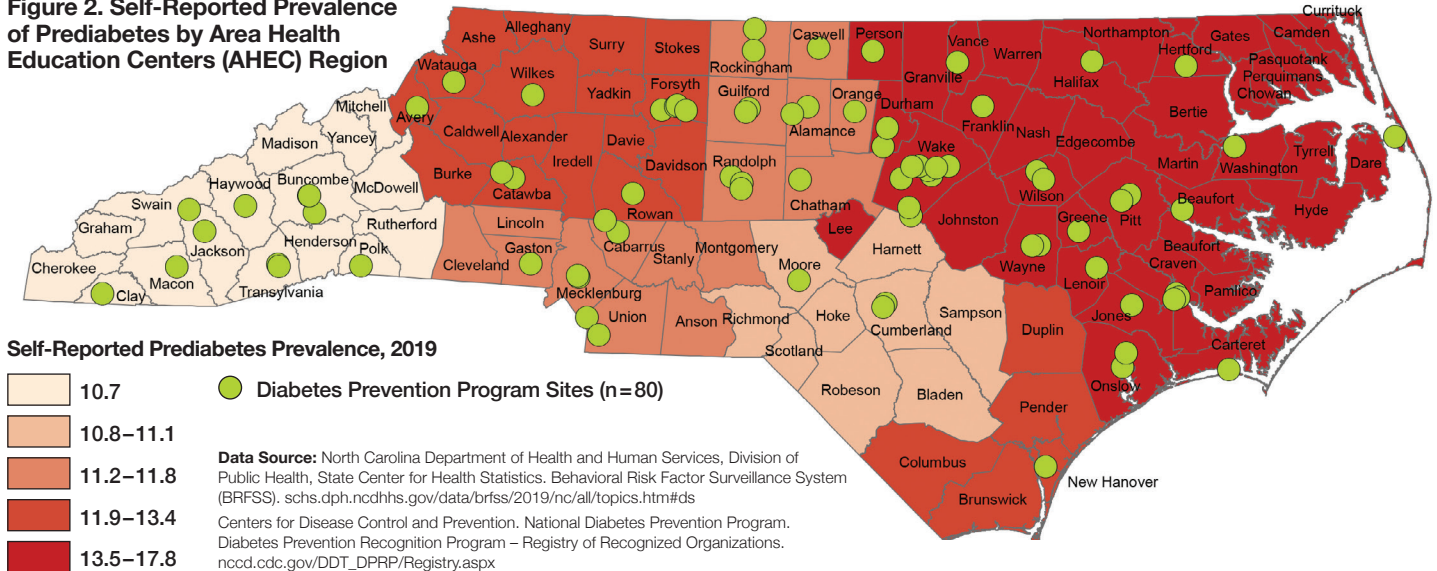 Figure 2. Self-Reported Prevalence
of Prediabetes by Area Health
Education Centers (AHEC) Region
Currituck
Alleghany
Ashe
Surry
Stokes
Caswell
Person
Vance
Warren
Northampton
Gates
Camden
Hertford
Pasquotank
Perquimans
Chowan
Watauga
Wilkes
Rockingham
Granville
Halifax
Forsyth
Yadkin
Guilford
Orange
Durham
Bertie
Mitchell
Avery
Alamance
Franklin
Nash
Edgecombe
Madison
Yancey
Caldwell
Alexander
Davie
Wake
Martin
Washington
Tyrrell
Dare
Iredell
Davidson
Randolph
Burke
Catawba
Haywood
Buncombe
McDowell
Wilson
Swain
Rowan
Chatham
Greene
Pitt
Beaufort
Hyde
Graham
Rutherford
Lincoln
Johnston
Lee
Jackson
Henderson
Polk
Gaston
Cabarrus
Stanly
Montgomery
Harnett
Beaufort
Cherokee
Cleveland
Moore
Wayne
Craven
Macon
Lenoir
Clay
Transylvania
Mecklenburg
Pamlico
Union
Anson
Richmond
Hoke
Cumberland
Sampson
Duplin
Jones
Scotland
Carteret
Robeson
Bladen
Onslow
Pender
Columbus
New Hanover
Brunswick
Self-Reported Prediabetes Prevalence, 2019
10.7
10.8–11.1
11.2–11.8
11.9–13.4
13.5–17.8
Diabetes Prevention Program Sites (n=80)
Data Source: North Carolina Department of Health and Human Services, Division of
Public Health, State Center for Health Statistics. Behavioral Risk Factor Surveillance System
(BRFSS). schs.dph.ncdhhs.gov/data/brfss/2019/nc/all/topics.htm#ds
Centers for Disease Control and Prevention. National Diabetes Prevention Program.
Diabetes Prevention Recognition Program – Registry of Recognized Organizations.
nccd.cdc.gov/DDT_DPRP/Registry.aspx